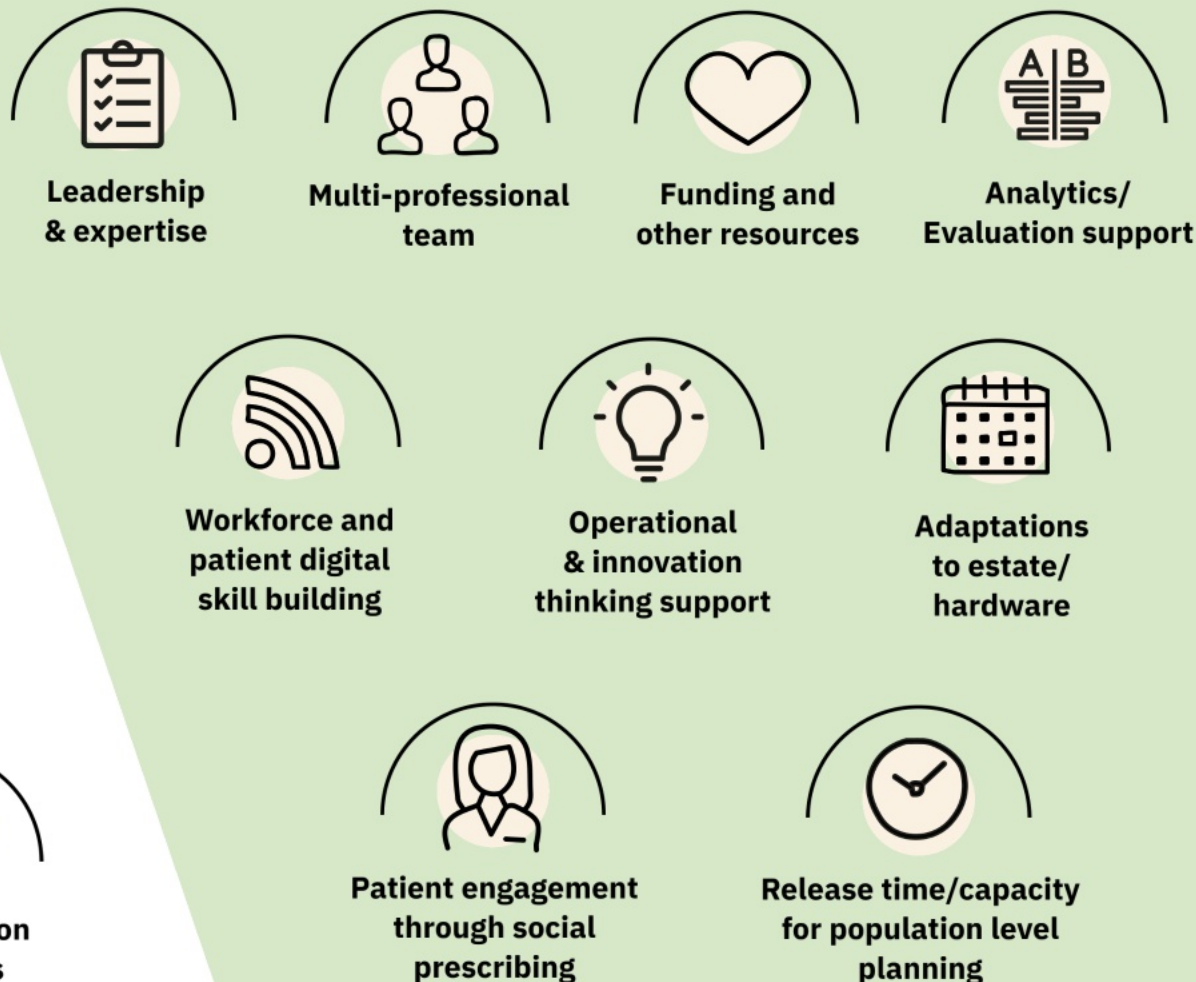 A B
Leadership
& expertise
Multi-professional
team
Funding and
other resources
Analytics/
Evaluation support
Workforce and
patient digital
skill building
Operational
& innovation
thinking support
Adaptations
to estate/
hardware
Patient engagement
through social
prescribing
Release time/capacity
for population level
planning